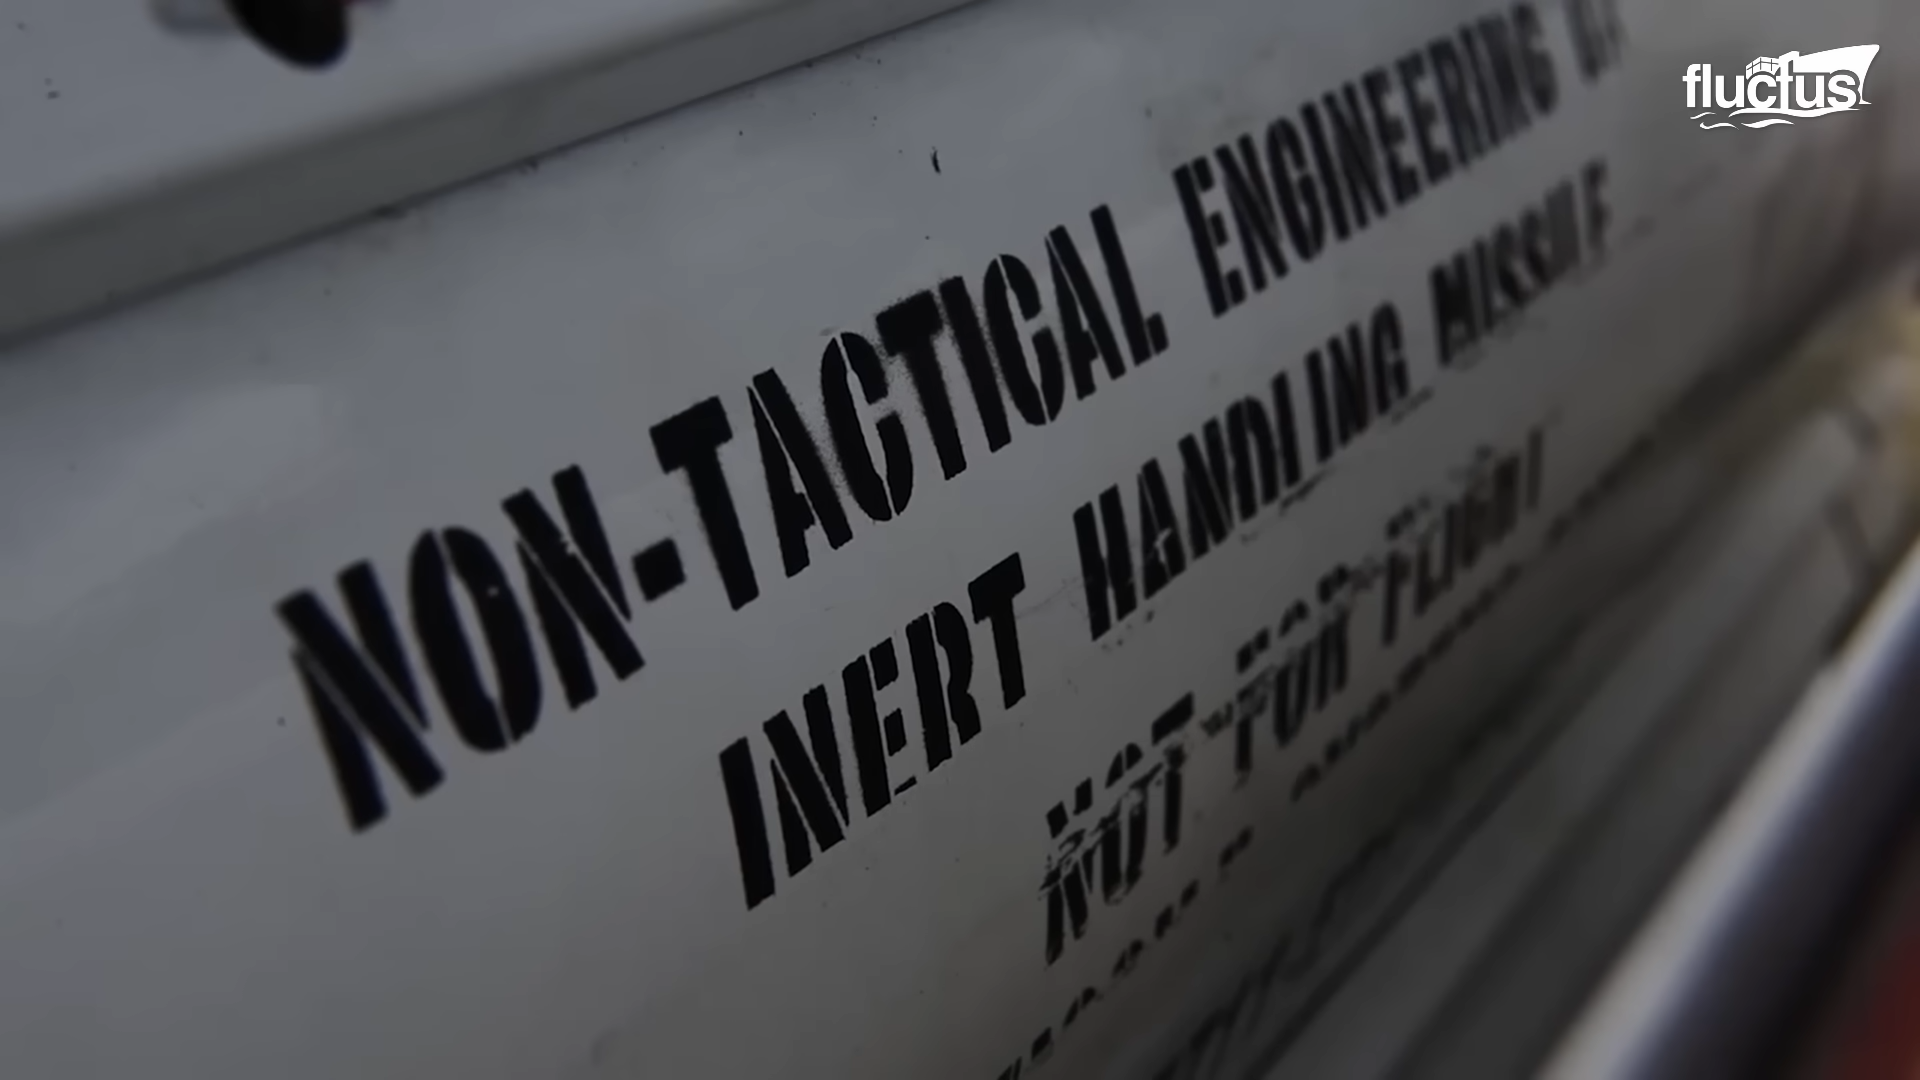 fluctus
NON-TACTICAL ENGINEERING
INERT HANDLING MISSILE
NOT FOR FLIGHT